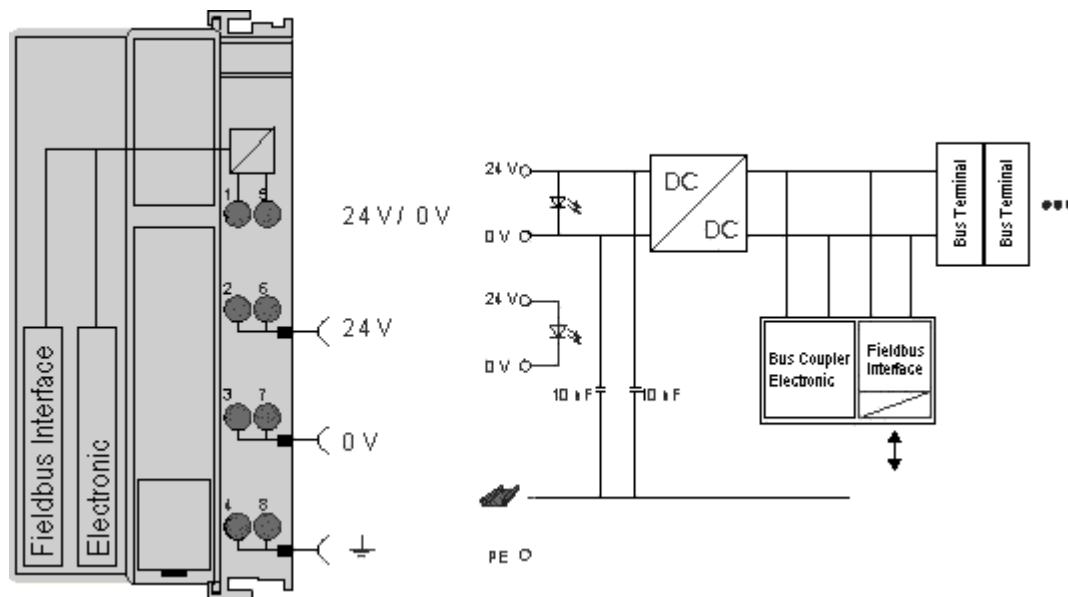 1 5
24 V / 0 V
2 6
24 V
3 7
0 V
4 8
Fieldbus Interface
Electronic
24 V
0 V
24 V
0 V
DC
DC
Bus Terminal
Bus Terminal
Bus Coupler
Electronic
Fieldbus
Interface
10 nF
10 nF
PE